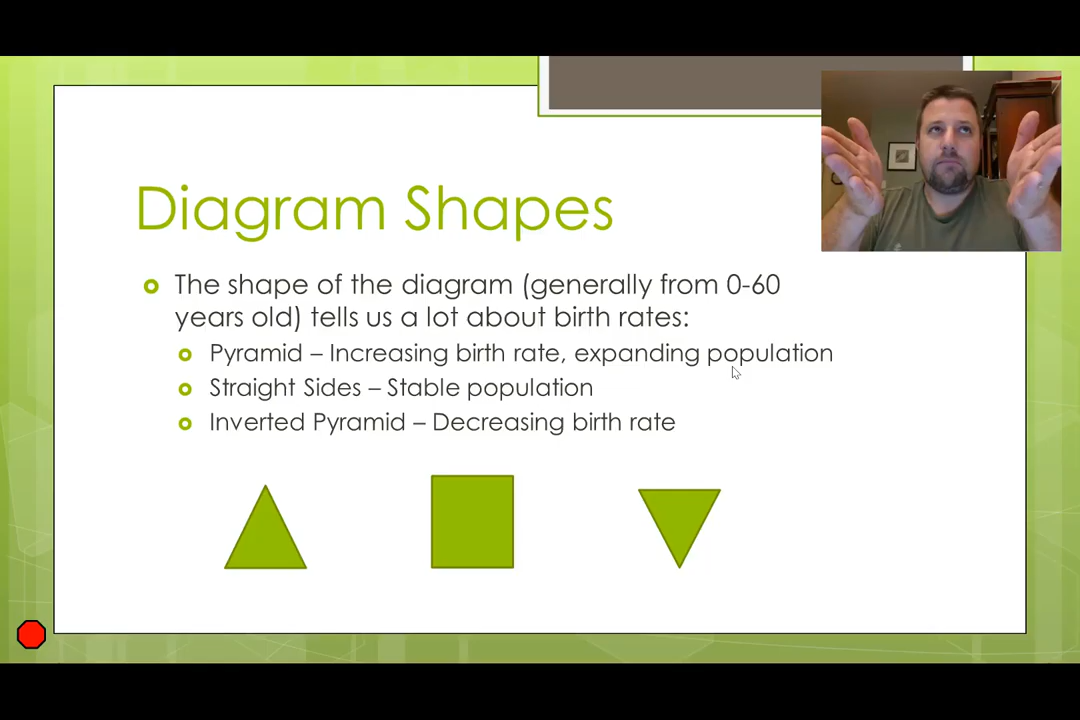 Diagram Shapes
The shape of the diagram (generally from 0-60
years old) tells us a lot about birth rates:
Pyramid – Increasing birth rate, expanding population
Straight Sides – Stable population
Inverted Pyramid – Decreasing birth rate